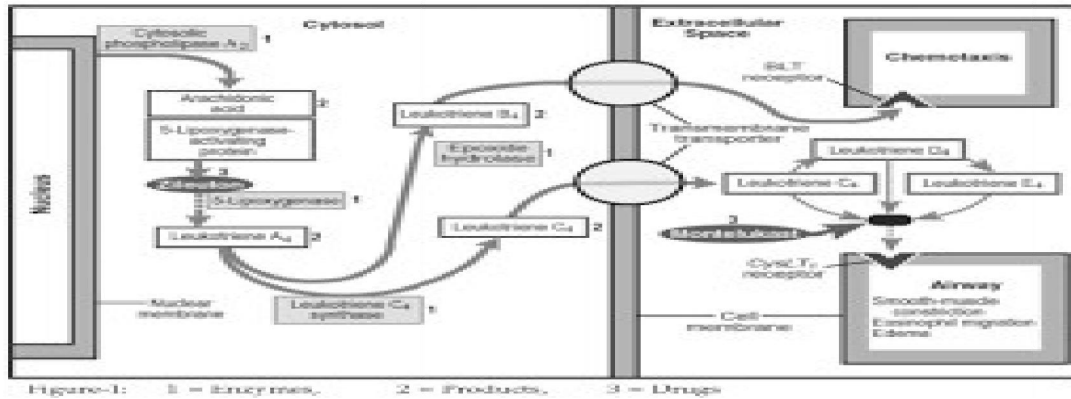 Cytosol
Extracellular
Space
Cytosolic
phospholipase A2
1
Arachidonic
acid
2
5-Lipoxygenase-
activating
protein
3
5-Lipoxygenase
1
Leukotriene A4
2
Leukotriene B4
2
Epoxide
hydrolase
1
Leukotriene C4
2
Leukotriene C4
synthase
1
Nucleus
Nuclear
membrane
BLT
receptor
Chemotaxis
Transmembrane
transporter
Leukotriene D4
Leukotriene C4
Leukotriene E4
3
Montelukast
CysLT1
receptor
Cell
membrane
Airway
Smooth-muscle
constriction
Eosinophil migration
Edema
Figure-1: 1 = Enzymes, 2 = Products, 3 = Drugs